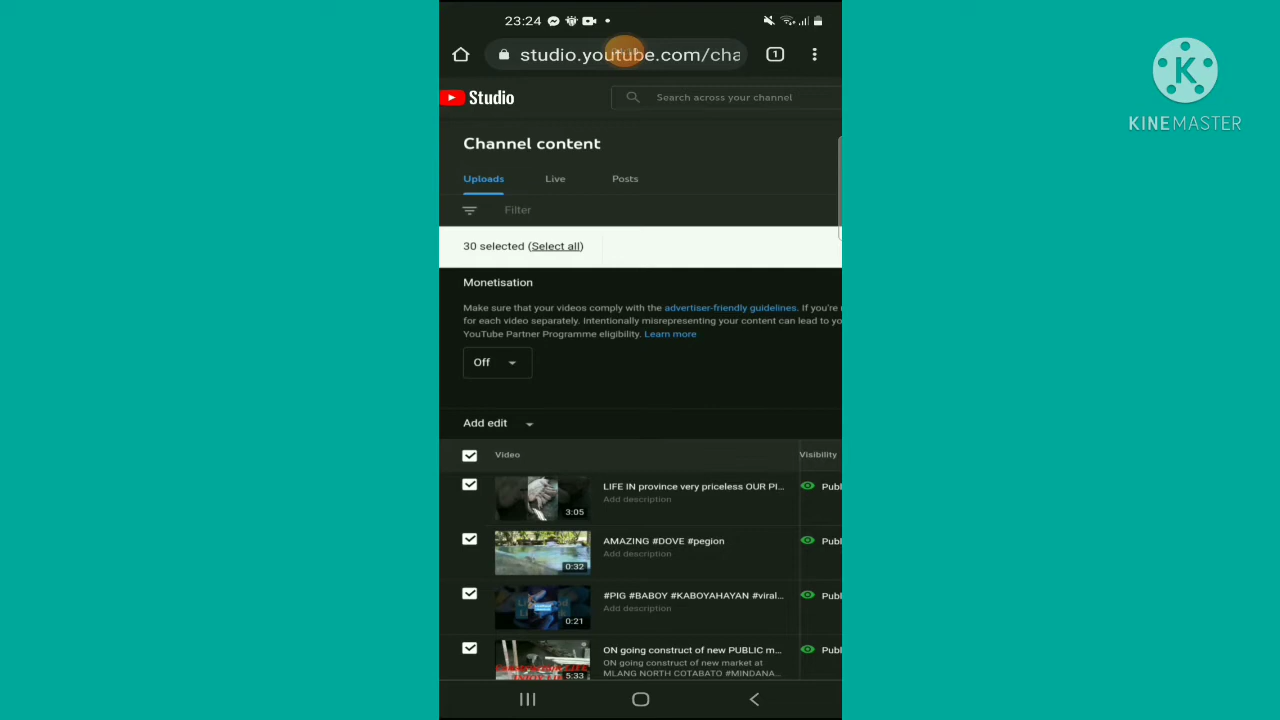 23:24
studio.youtube.com/cha
1
Studio
Search across your channel
K
KINEMASTER
Channel content
Uploads Live Posts
Filter
30 selected (Select all)
Monetisation
Make sure that your videos comply with the advertiser-friendly guidelines. If you're
for each video separately. Intentionally misrepresenting your content can lead to yo
YouTube Partner Programme eligibility. Learn more
Off
Add edit
Video Visibility
LIFE IN province very priceless OUR PI... Publ
Add description
3:05
AMAZING #DOVE #pegion Publ
Add description
0:32
#PIG #BABOY #KABOYAHAYAN #viral... Publ
Add description
0:21
ON going construct of new PUBLIC m... Publ
ON going construct of new market at
MLANG NORTH COTABATO #MINDANA...
5:33